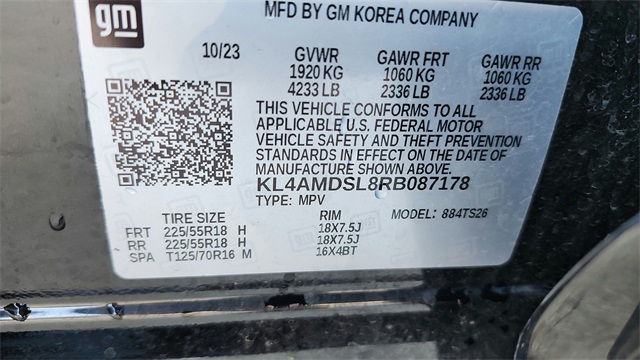 gm
MFD BY GM KOREA COMPANY
10/23 GVWR GAWR FRT GAWR RR
1920 KG 1060 KG 1060 KG
4233 LB 2336 LB 2336 LB
THIS VEHICLE CONFORMS TO ALL
APPLICABLE U.S. FEDERAL MOTOR
VEHICLE SAFETY AND THEFT PREVENTION
STANDARDS IN EFFECT ON THE DATE OF
MANUFACTURE SHOWN ABOVE.
KL4AMDSL8RB087178
TYPE: MPV MODEL: 884TS26
TIRE SIZE RIM
FRT 225/55R18 H 18X7.5J
RR 225/55R18 H 18X7.5J
SPA T125/70R16 M 16X4BT